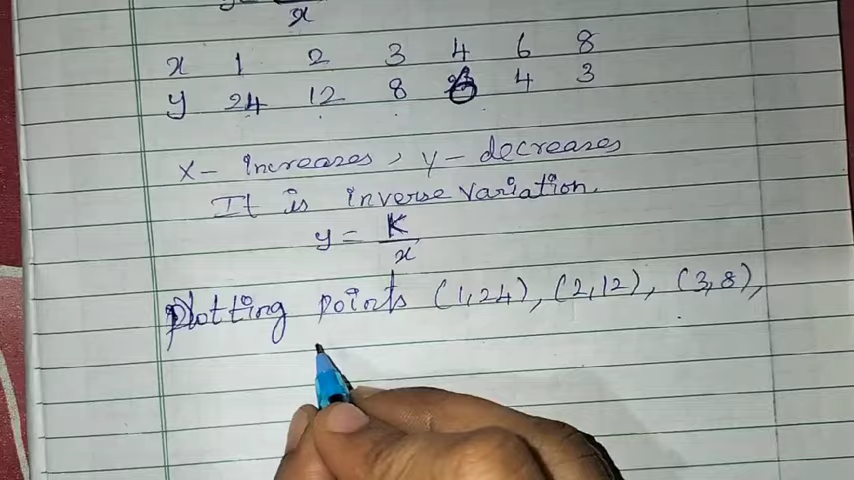 x
x 1 2 3 4 6 8
y 24 12 8 6 4 3
x- increases, y- decreases
It is inverse variation.
y = K
x
plotting points (1,24), (2,12), (3,8),